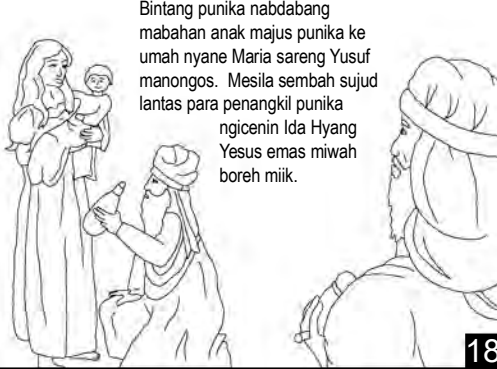 Bintang punika nabdabang
mabahan anak majus punika ke
umah nyane Maria sareng Yusuf
manongos. Mesila sembah sujud
lantas para penangkil punika
ngicenin Ida Hyang
Yesus emas miwah
boreh miik.
18